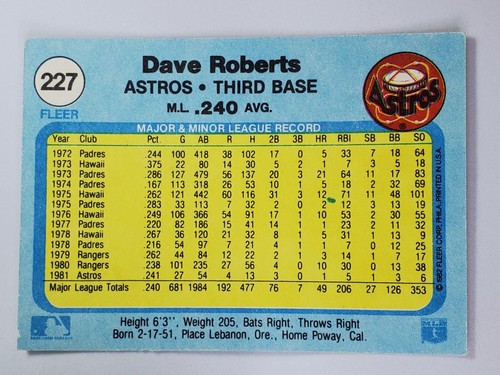 227
FLEER
Dave Roberts
ASTROS • THIRD BASE
M.L. .240 AVG.
Astros
MAJOR & MINOR LEAGUE RECORD
Year Club Pct. G AB R H 2B 3B HR RBI SB BB SO
1972 Padres .244 100 418 38 102 17 0 5 33 7 18 64
1973 Hawaii .375 22 80 14 30 5 2 1 7 3 5 18
1973 Padres .286 127 479 56 137 20 3 21 64 11 17 83
1974 Padres .167 113 318 26 53 10 1 5 18 2 32 69
1975 Hawaii .262 121 442 60 116 31 3 12 71 11 48 101
1975 Padres .283 33 113 7 32 2 0 2 12 3 13 19
1976 Hawaii .249 106 366 54 91 17 1 10 53 2 30 55
1977 Padres .220 82 186 15 41 14 1 1 23 2 11 32
1978 Hawaii .267 36 120 21 32 8 1 5 31 1 13 9
1978 Padres .216 54 97 7 21 4 1 1 7 0 12 25
1979 Rangers .262 44 84 12 22 2 1 3 14 1 7 17
1980 Rangers .238 101 235 27 56 4 0 10 30 0 13 38
1981 Astros .241 27 54 4 13 3 0 1 5 1 3 6
Major League Totals .240 681 1984 192 477 76 7 49 206 27 126 353
© 1982 FLEER CORP. PHILA. PRINTED IN U.S.A.
Height 6'3'', Weight 205, Bats Right, Throws Right
Born 2-17-51, Place Lebanon, Ore., Home Poway, Cal.